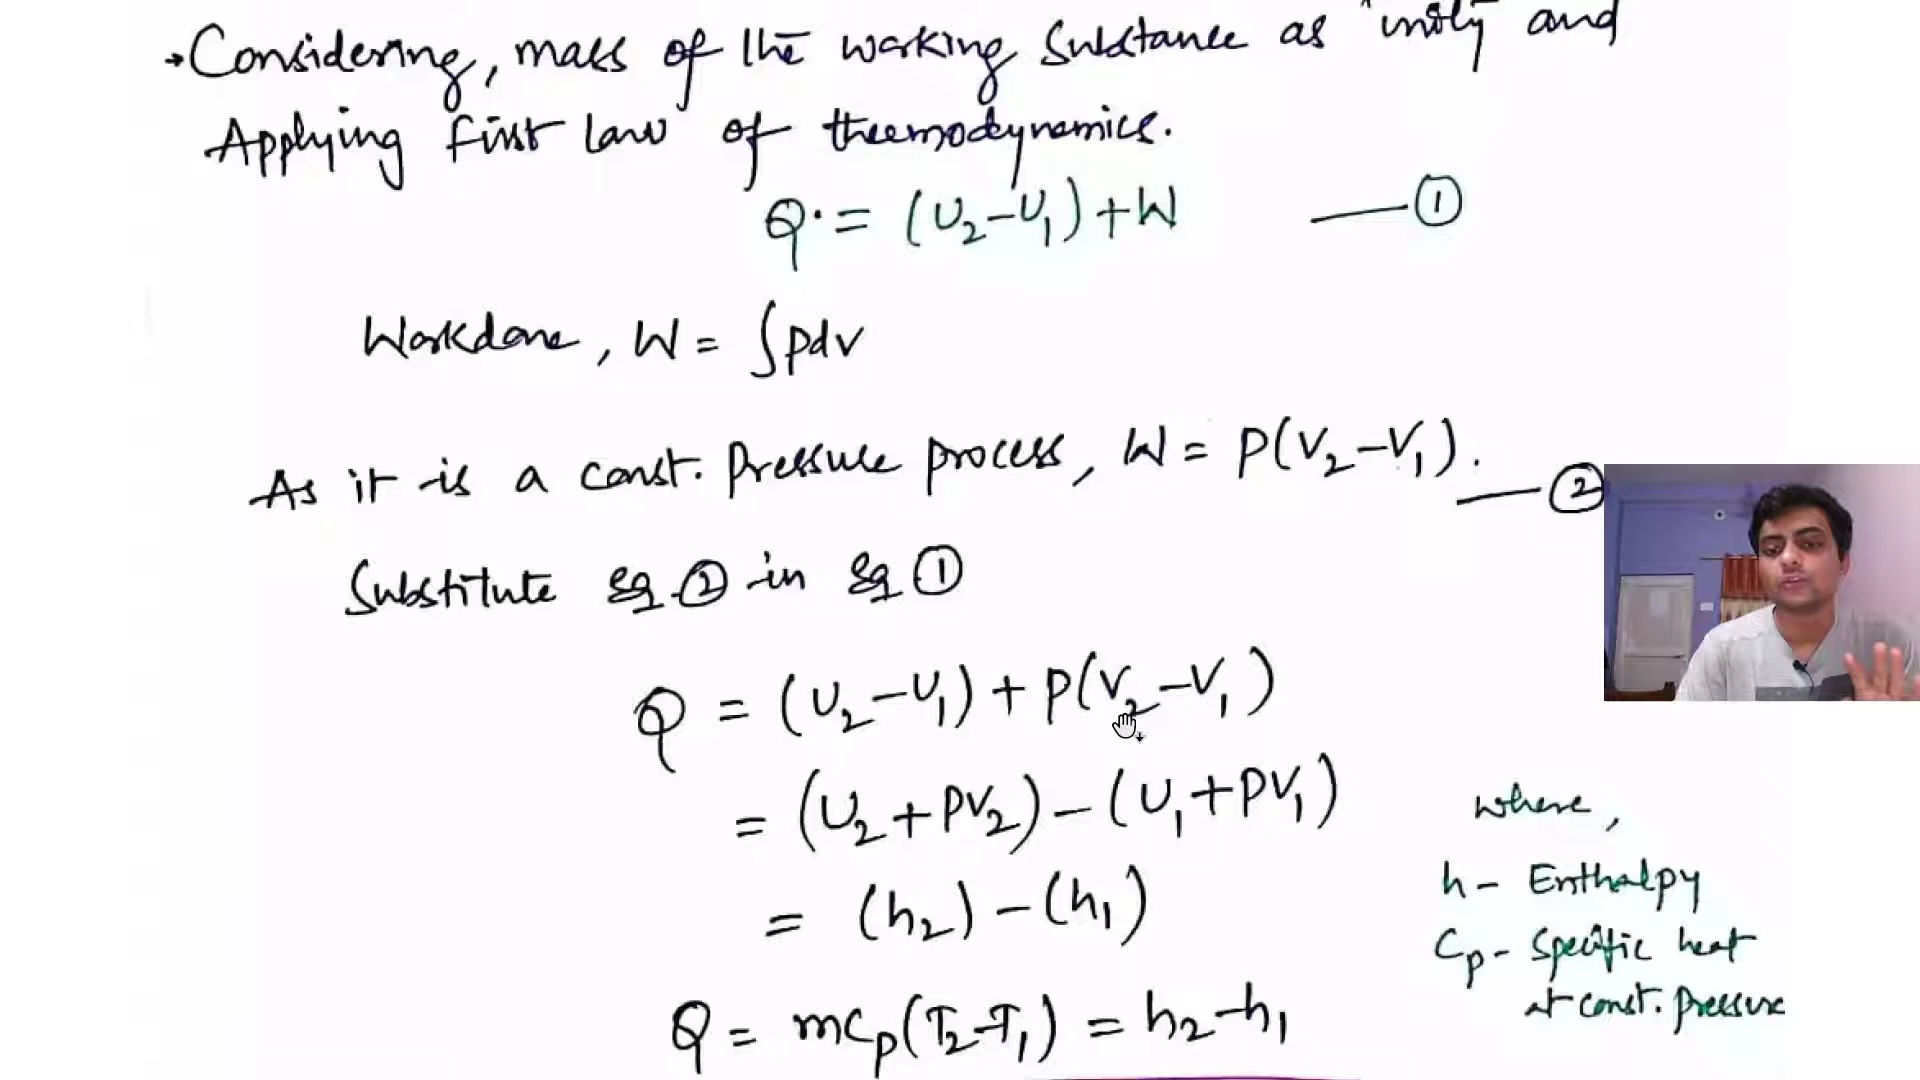 →Considering, mass of the working Substance as "unity" and
Applying first law of thermodynamics.
Q = (U₂-U₁)+W —①
Workdone, W = ∫pdv
As it is a const. pressure process, W = P(V₂-V₁). —②
Substitute Eq.② in Eq①
Q = (U₂-U₁)+P(V₂-V₁)
= (U₂+PV₂)-(U₁+PV₁)
= (h₂)-(h₁)
Q = mCp(T₂-T₁) = h₂-h₁
where,
h - Enthalpy
Cp - Specific heat
at const. pressure